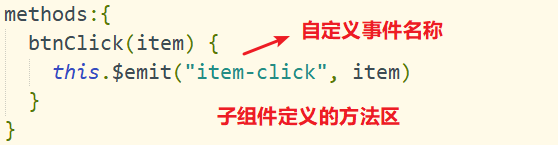 methods:{
btnClick(item) {
自定义事件名称
this.$emit("item-click", item)
}
子组件定义的方法区
}